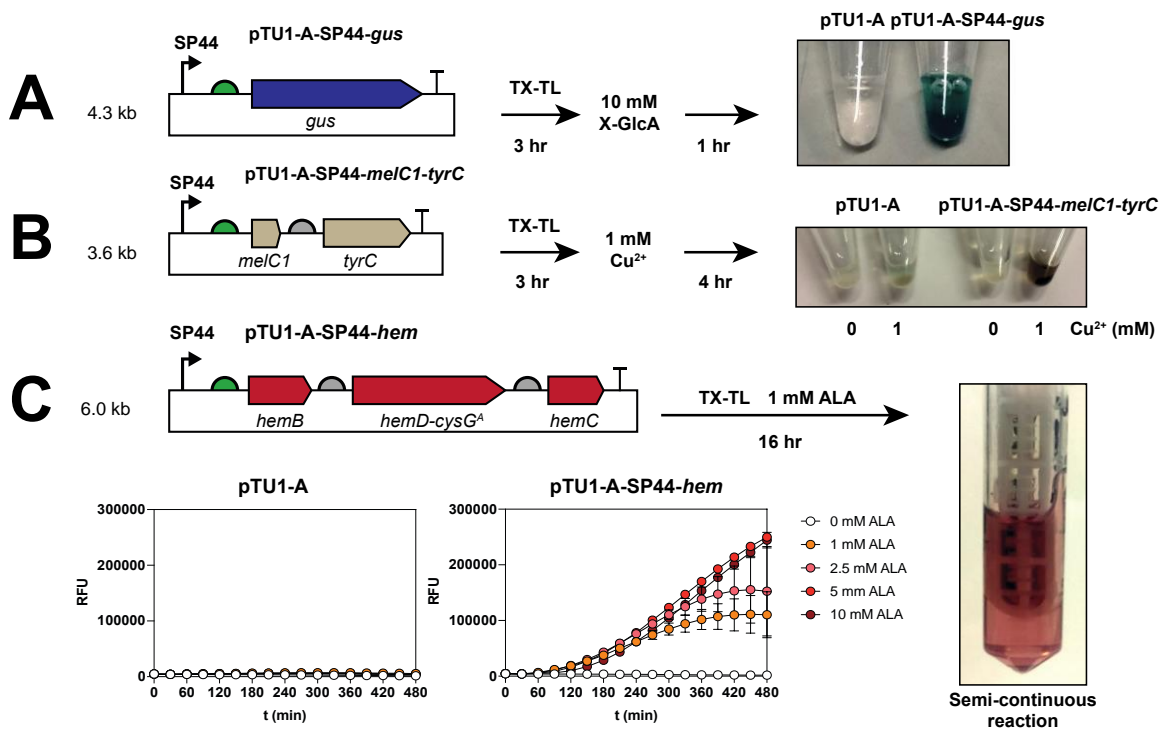 A
4.3 kb
SP44
pTU1-A-SP44-gus
gus
TX-TL
3 hr
10 mM
X-GlcA
1 hr
pTU1-A pTU1-A-SP44-gus
B
3.6 kb
SP44
pTU1-A-SP44-melC1-tyrC
melC1
tyrC
TX-TL
3 hr
1 mM
Cu²⁺
4 hr
pTU1-A
pTU1-A-SP44-melC1-tyrC
0 1 0 1 Cu²⁺ (mM)
C
6.0 kb
SP44
pTU1-A-SP44-hem
hemB
hemD-cysGᴬ
hemC
TX-TL 1 mM ALA
16 hr
pTU1-A
300000
200000
100000
0
RFU
0 60 120 180 240 300 360 420 480
t (min)
pTU1-A-SP44-hem
300000
200000
100000
0
RFU
0 60 120 180 240 300 360 420 480
t (min)
0 mM ALA
1 mM ALA
2.5 mM ALA
5 mm ALA
10 mM ALA
Semi-continuous
reaction